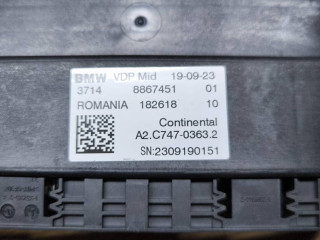 BMW VDP Mid 19-09-23
3714 8867451 01
ROMANIA 182618 10
Continental
A2.C747-0363.2
SN:2309190151